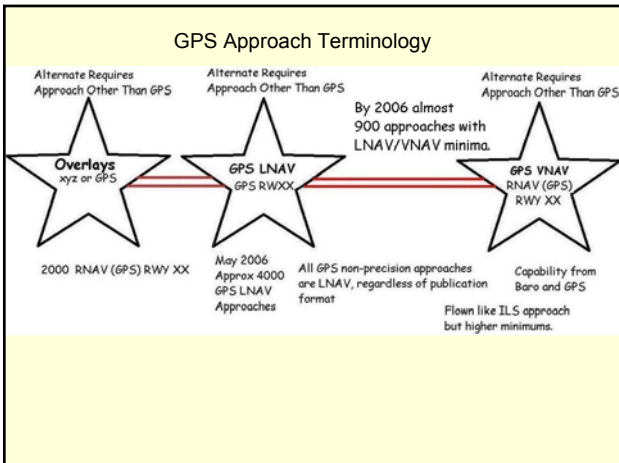 GPS Approach Terminology
Alternate Requires
Approach Other Than GPS
Overlays
xyz or GPS
2000 RNAV (GPS) RWY XX
Alternate Requires
Approach Other Than GPS
GPS LNAV
GPS RWXX
May 2006
Approx 4000
GPS LNAV
Approaches
All GPS non-precision approaches
are LNAV, regardless of publication
format
By 2006 almost
900 approaches with
LNAV/VNAV minima.
Alternate Requires
Approach Other Than GPS
GPS VNAV
RNAV (GPS)
RWY XX
Capability from
Baro and GPS
Flown like ILS approach
but higher minimums.